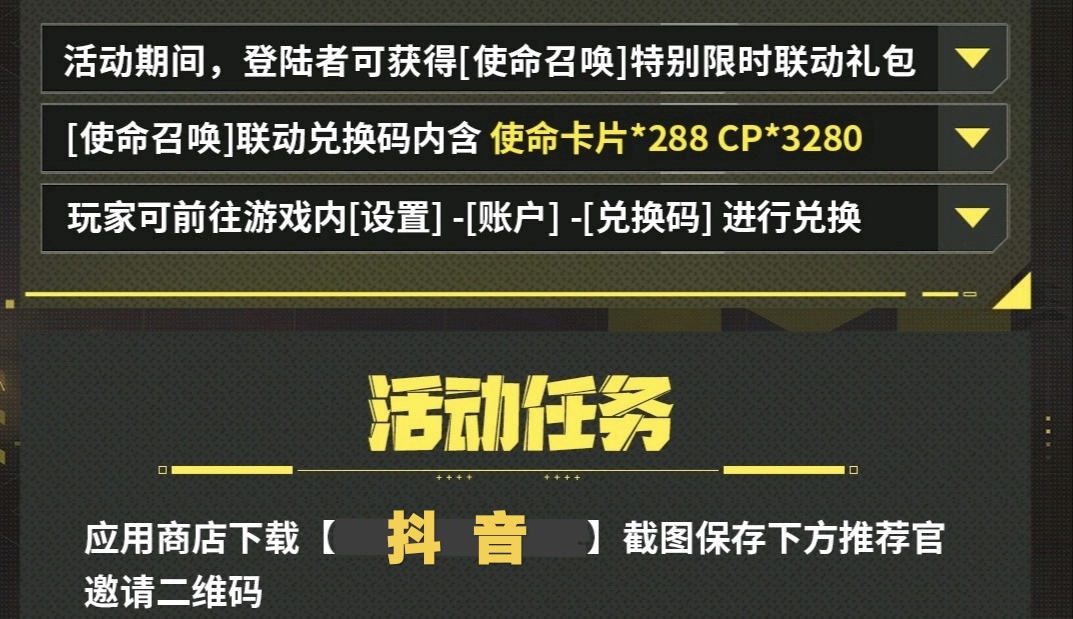 活动期间，登陆者可获得[使命召唤]特别限时联动礼包
[使命召唤]联动兑换码内含 使命卡片*288 CP*3280
玩家可前往游戏内[设置] -[账户] -[兑换码] 进行兑换
活动任务
应用商店下载【 抖 音 】截图保存下方推荐官
邀请二维码